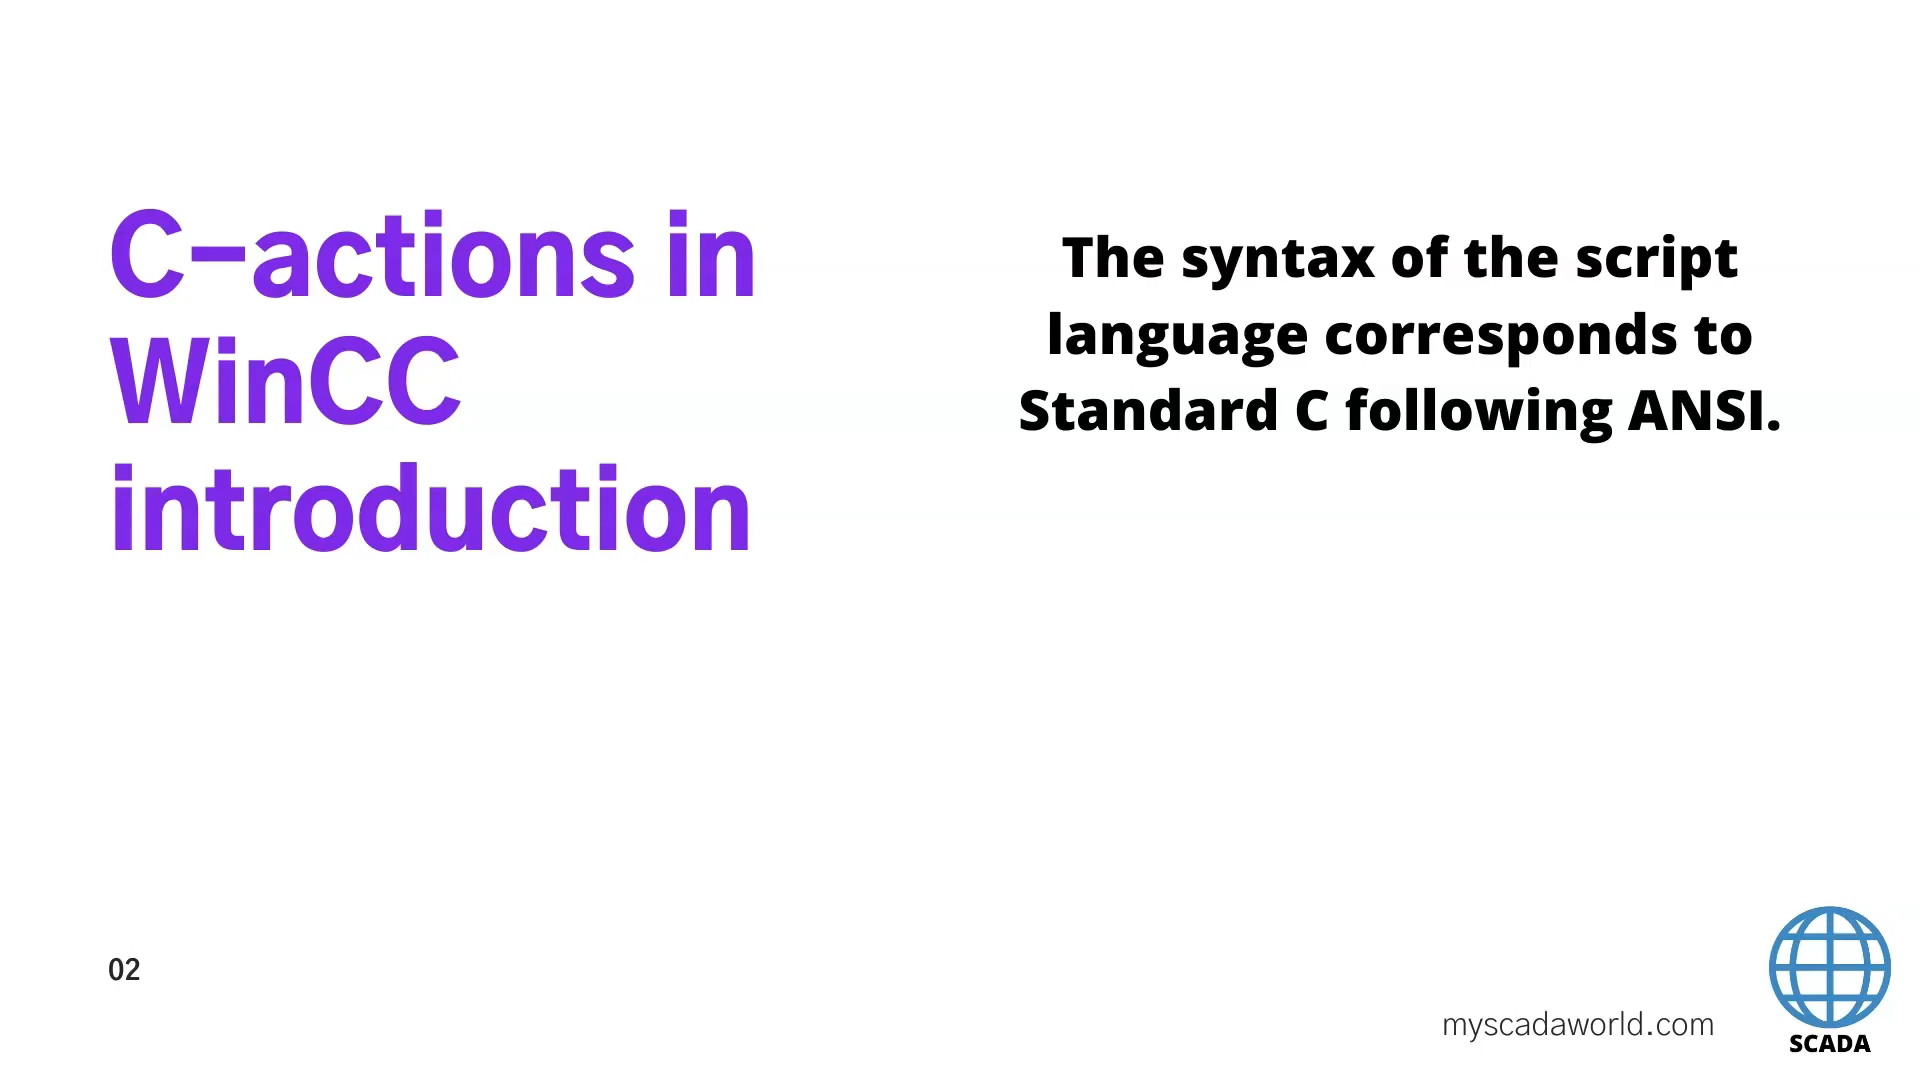 C-actions in
WinCC
introduction
The syntax of the script
language corresponds to
Standard C following ANSI.
02
myscadaworld.com
SCADA